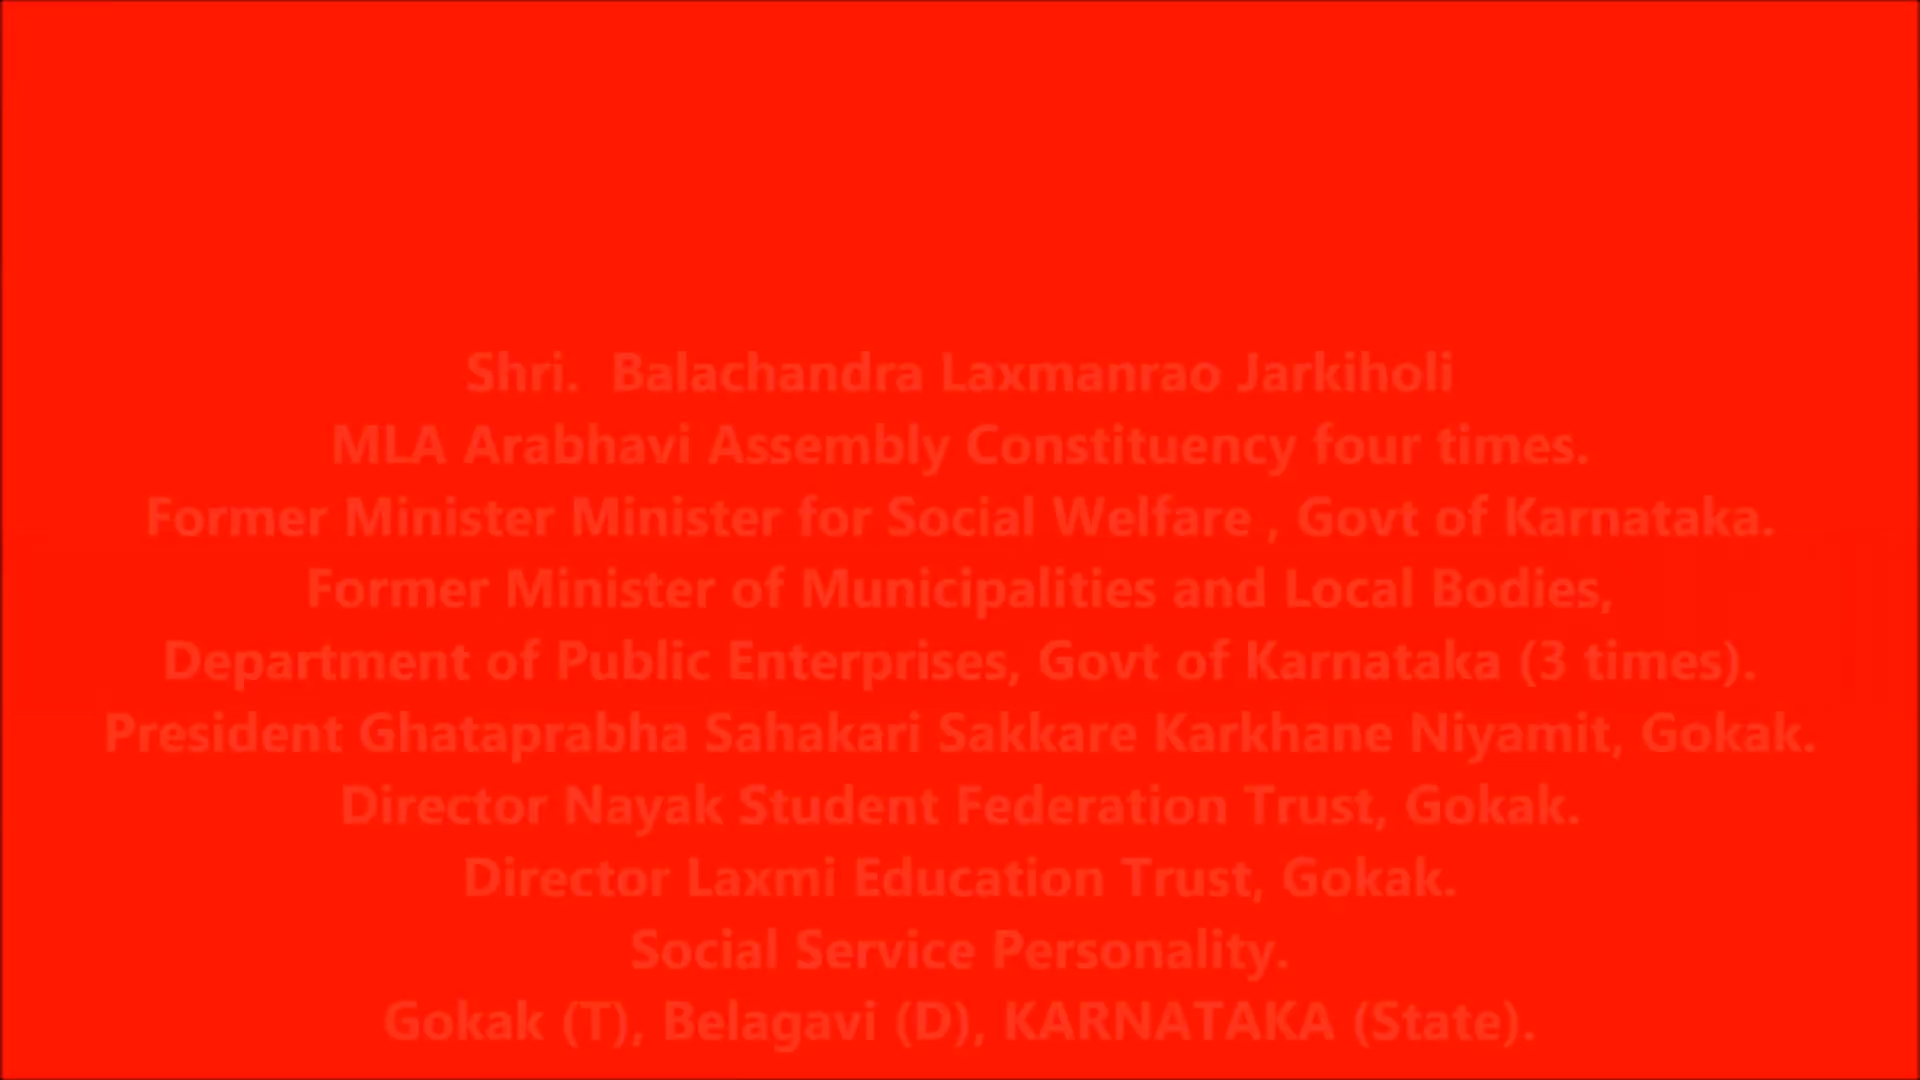 Shri.  Balachandra Laxmanrao Jarkiholi
MLA Arabhavi Assembly Constituency four times.
Former Minister Minister for Social Welfare , Govt of Karnataka.
Former Minister of Municipalities and Local Bodies,
Department of Public Enterprises, Govt of Karnataka (3 times).
President Ghataprabha Sahakari Sakkare Karkhane Niyamit, Gokak.
Director Nayak Student Federation Trust, Gokak.
Director Laxmi Education Trust, Gokak.
Social Service Personality.
Gokak (T), Belagavi (D), KARNATAKA (State).